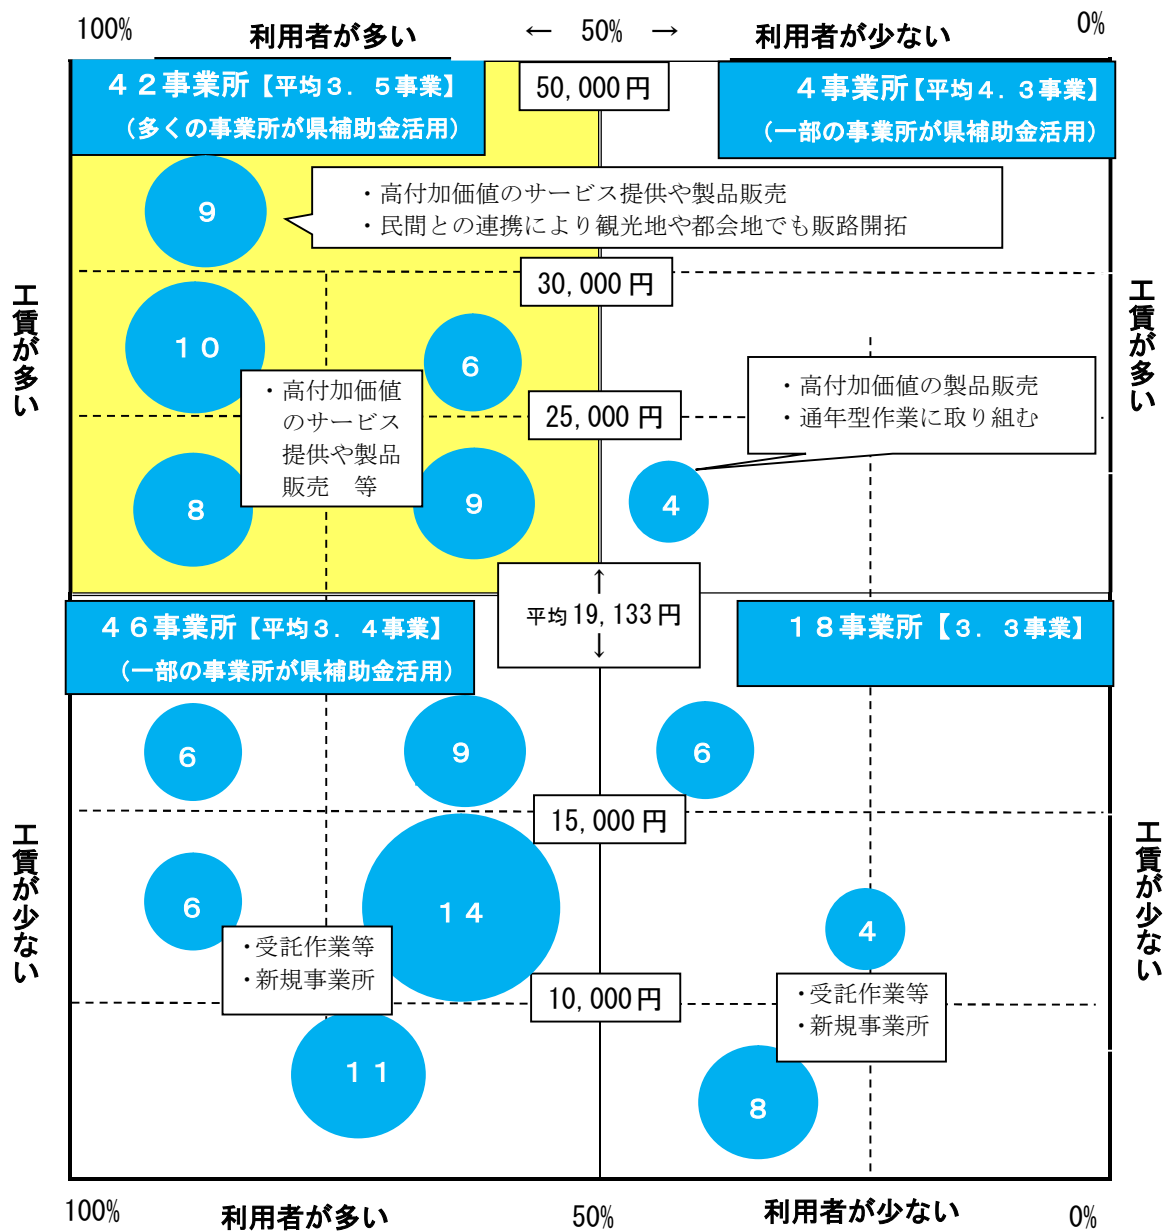 100%
利用者が多い
← 50% →
利用者が少ない
0%
４２事業所【平均３．５事業】
（多くの事業所が県補助金活用）
50,000円
４事業所【平均４．３事業】
（一部の事業所が県補助金活用）
９
・高付加価値のサービス提供や製品販売
・民間との連携により観光地や都会地でも販路開拓
工賃が多い
30,000円
工賃が多い
１０
６
・高付加価値
のサービス
提供や製品
販売　等
25,000円
・高付加価値の製品販売
・通年型作業に取り組む
８
９
４
↑
平均19,133円
↓
４６事業所【平均３．４事業】
（一部の事業所が県補助金活用）
１８事業所【３．３事業】
６
９
６
工賃が少ない
15,000円
工賃が少ない
６
１４
４
・受託作業等
・新規事業所
10,000円
・受託作業等
・新規事業所
１１
８
100%
利用者が多い
50%
利用者が少ない
0%